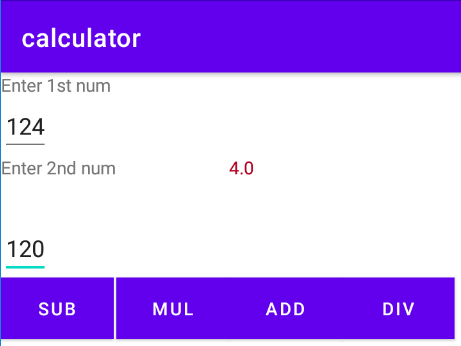 calculator
Enter 1st num
124
Enter 2nd num 4.0
120
SUB MUL ADD DIV